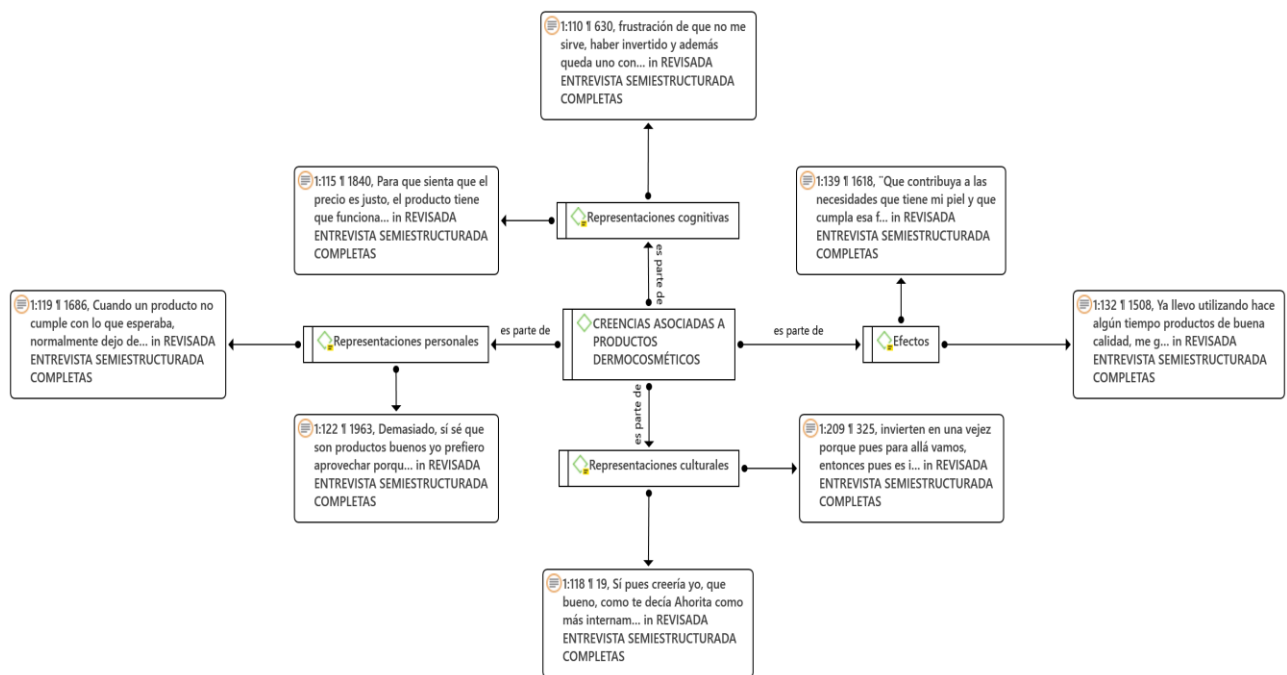 1:110 ¶ 630, frustración de que no me
sirve, haber invertido y además
queda uno con... in REVISADA
ENTREVISTA SEMIESTRUCTURADA
COMPLETAS
1:115 ¶ 1840, Para que sienta que el
precio es justo, el producto tiene
que funciona... in REVISADA
ENTREVISTA SEMIESTRUCTURADA
COMPLETAS
1:139 ¶ 1618, ¨Que contribuya a las
necesidades que tiene mi piel y que
cumpla esa f... in REVISADA
ENTREVISTA SEMIESTRUCTURADA
COMPLETAS
Representaciones cognitivas
es parte de
1:119 ¶ 1686, Cuando un producto no
cumple con lo que esperaba,
normalmente dejo de... in REVISADA
ENTREVISTA SEMIESTRUCTURADA
COMPLETAS
Representaciones personales
es parte de
CREENCIAS ASOCIADAS A
PRODUCTOS
DERMOCOSMÉTICOS
es parte de
Efectos
1:132 ¶ 1508, Ya llevo utilizando hace
algún tiempo productos de buena
calidad, me g... in REVISADA
ENTREVISTA SEMIESTRUCTURADA
COMPLETAS
es parte de
1:122 ¶ 1963, Demasiado, sí sé que
son productos buenos yo prefiero
aprovechar porqu... in REVISADA
ENTREVISTA SEMIESTRUCTURADA
COMPLETAS
Representaciones culturales
1:209 ¶ 325, invierten en una vejez
porque pues para allá vamos,
entonces pues es i... in REVISADA
ENTREVISTA SEMIESTRUCTURADA
COMPLETAS
1:118 ¶ 19, Sí pues creería yo, que
bueno, como te decía Ahorita como
más internam... in REVISADA
ENTREVISTA SEMIESTRUCTURADA
COMPLETAS